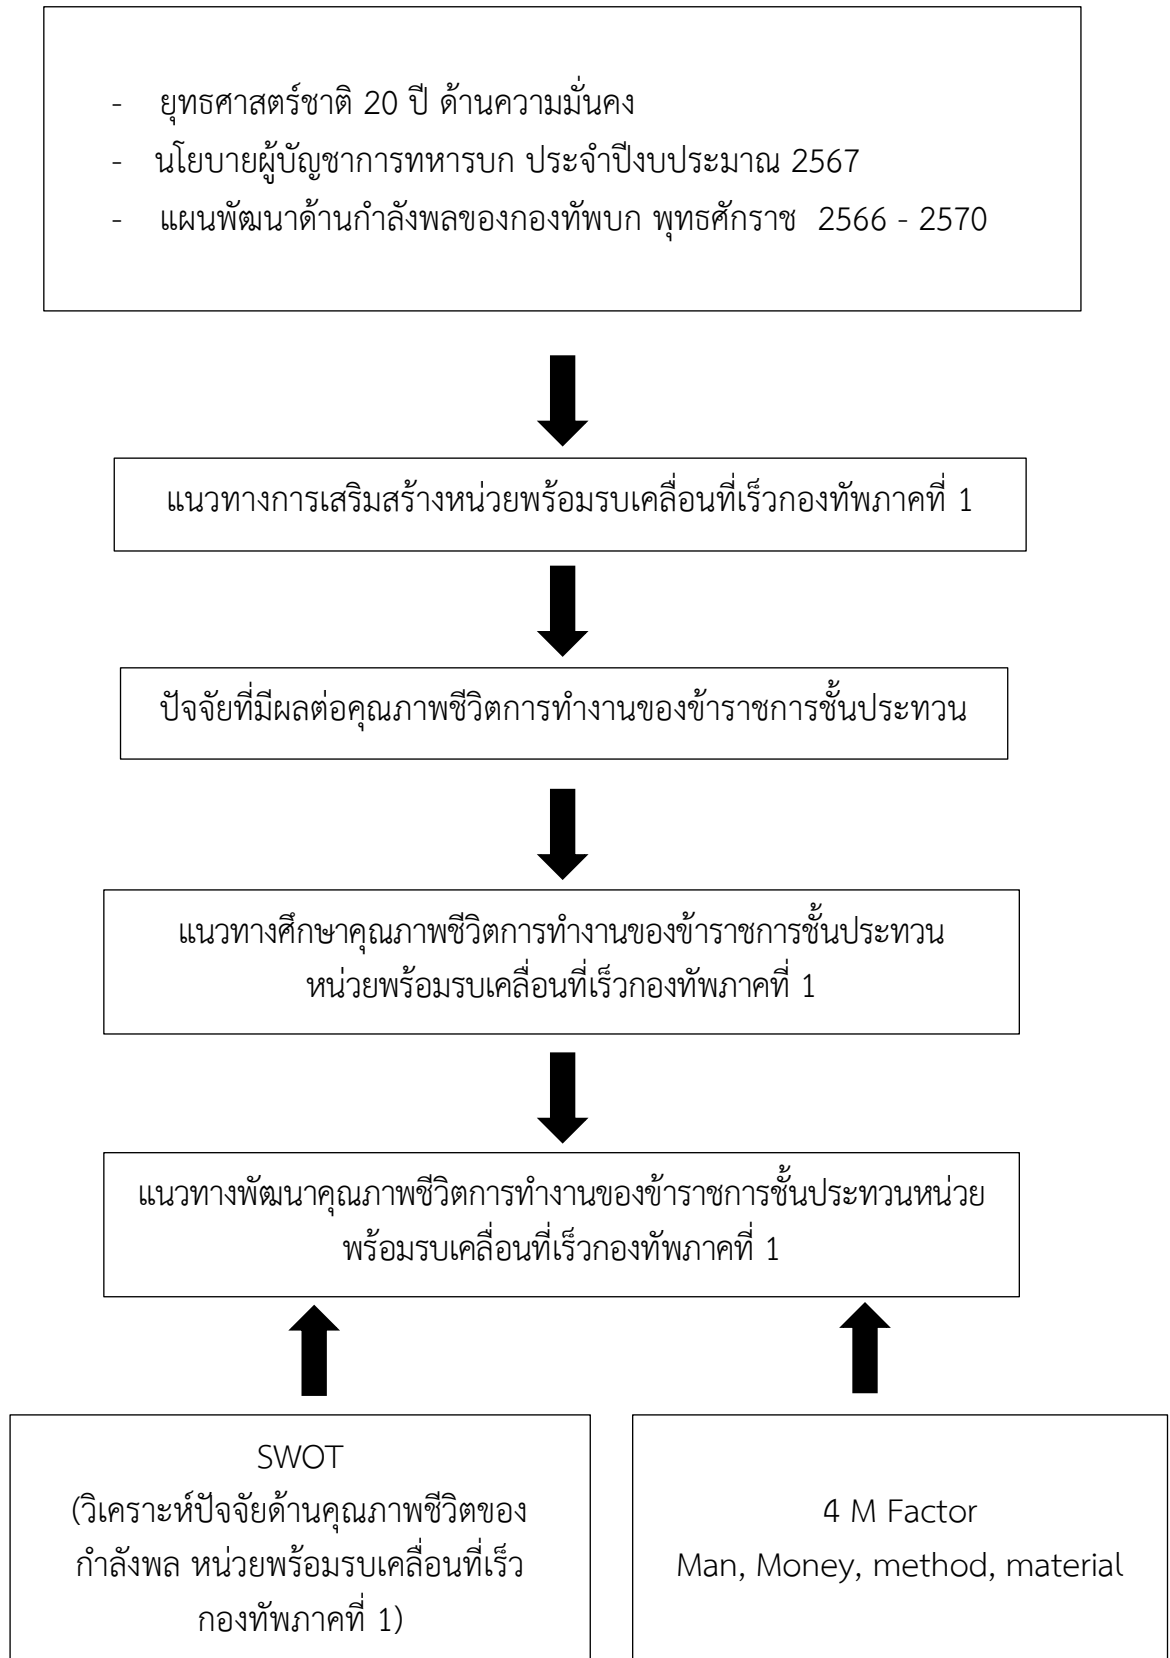 - ยุทธศาสตร์ชาติ 20 ปี ด้านความมั่นคง
- นโยบายผู้บัญชาการทหารบก ประจำปีงบประมาณ 2567
- แผนพัฒนาด้านกำลังพลของกองทัพบก พุทธศักราช 2566 - 2570
แนวทางการเสริมสร้างหน่วยพร้อมรบเคลื่อนที่เร็วกองทัพภาคที่ 1
ปัจจัยที่มีผลต่อคุณภาพชีวิตการทำงานของข้าราชการชั้นประทวน
แนวทางศึกษาคุณภาพชีวิตการทำงานของข้าราชการชั้นประทวน
หน่วยพร้อมรบเคลื่อนที่เร็วกองทัพภาคที่ 1
แนวทางพัฒนาคุณภาพชีวิตการทำงานของข้าราชการชั้นประทวนหน่วย
พร้อมรบเคลื่อนที่เร็วกองทัพภาคที่ 1
SWOT
(วิเคราะห์ปัจจัยด้านคุณภาพชีวิตของ
กำลังพล หน่วยพร้อมรบเคลื่อนที่เร็ว
กองทัพภาคที่ 1)
4 M Factor
Man, Money, method, material